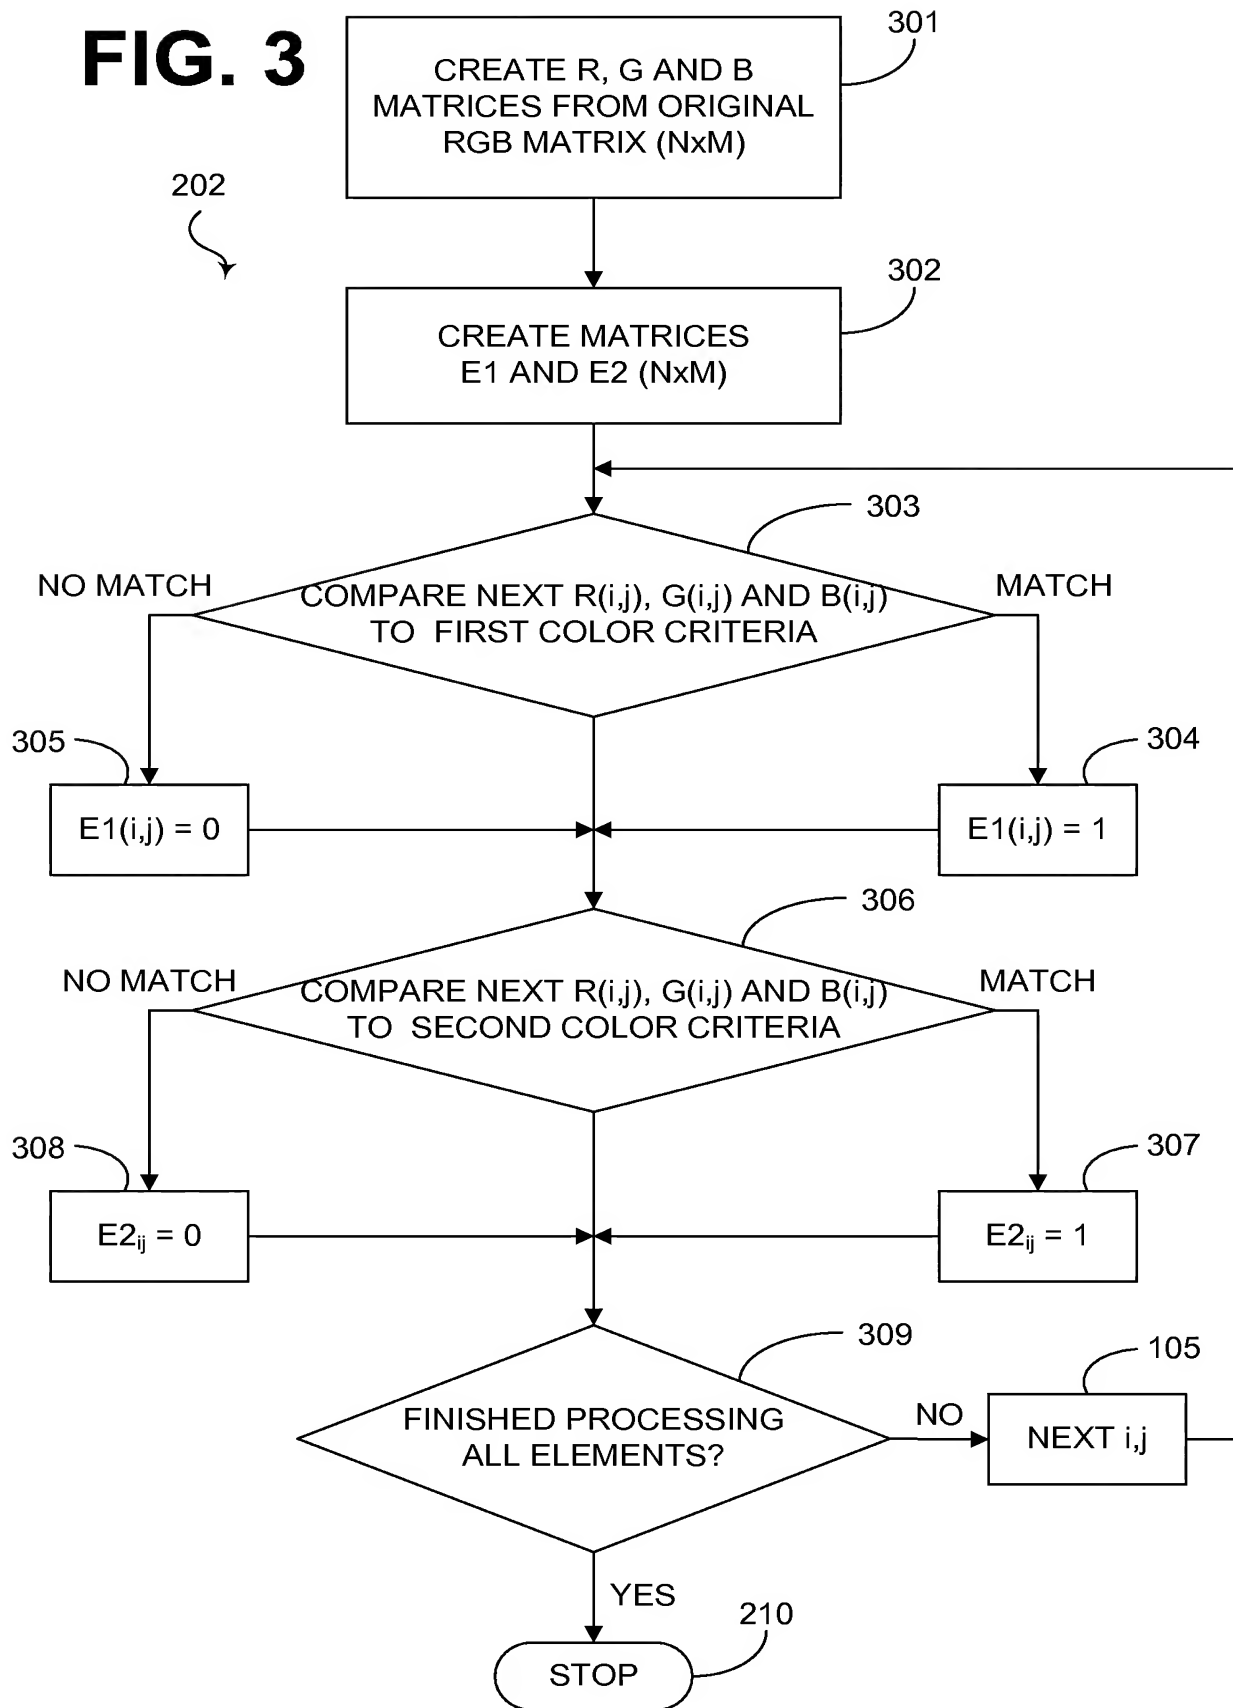 FIG. 3
301
CREATE R, G AND B
MATRICES FROM ORIGINAL
RGB MATRIX (NxM)
202
302
CREATE MATRICES
E1 AND E2 (NxM)
303
NO MATCH
MATCH
COMPARE NEXT R(i,j), G(i,j) AND B(i,j)
TO FIRST COLOR CRITERIA
305
304
E1(i,j) = 0
E1(i,j) = 1
306
NO MATCH
MATCH
COMPARE NEXT R(i,j), G(i,j) AND B(i,j)
TO SECOND COLOR CRITERIA
308
307
E2ij = 0
E2ij = 1
309
105
FINISHED PROCESSING
ALL ELEMENTS?
NO
NEXT i,j
YES
210
STOP